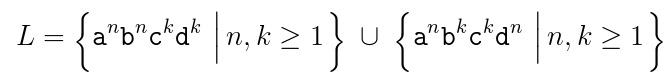 L = { aⁿbⁿcᵏdᵏ | n, k ≥ 1 } ∪ { aⁿbᵏcᵏdⁿ | n, k ≥ 1 }